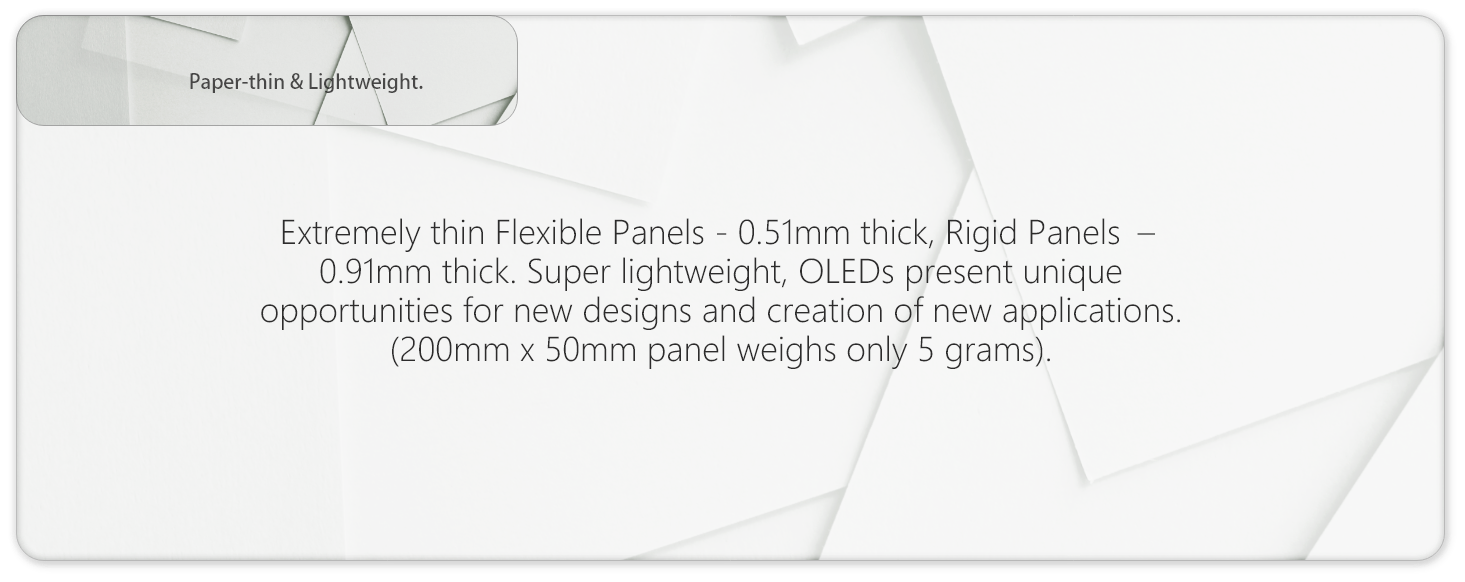 Paper-thin & Lightweight.
Extremely thin Flexible Panels - 0.51mm thick, Rigid Panels –
0.91mm thick. Super lightweight, OLEDs present unique
opportunities for new designs and creation of new applications.
(200mm x 50mm panel weighs only 5 grams).